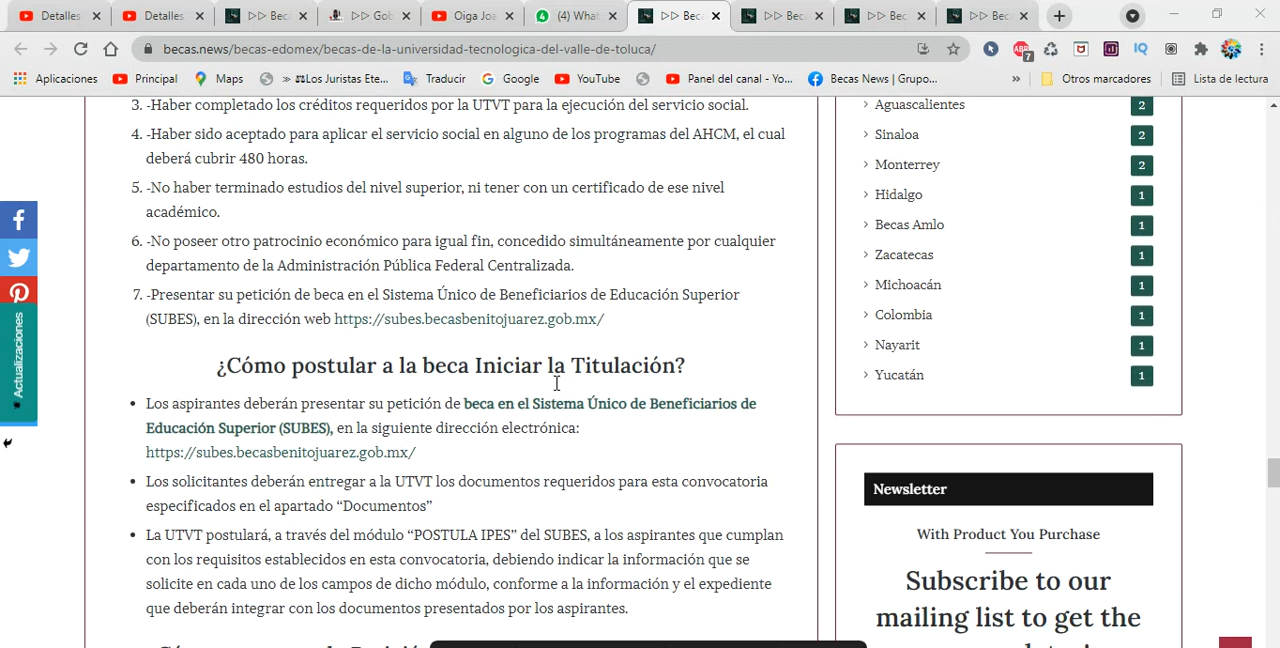 Detalles
Detalles
▷▷ Beca
▷▷ Gob
Oiga Joa
(4) What
▷▷ Bec
▷▷ Beca
▷▷ Bec
▷▷ Bec
becas.news/becas-edomex/becas-de-la-universidad-tecnologica-del-valle-de-toluca/
Aplicaciones
Principal
Maps
» ⚖Los Juristas Ete...
Traducir
Google
YouTube
Panel del canal - Yo...
Becas News | Grupo...
»
Otros marcadores
Lista de lectura
3. -Haber completado los créditos requeridos por la UTVT para la ejecución del servicio social.
4. -Haber sido aceptado para aplicar el servicio social en alguno de los programas del AHCM, el cual
deberá cubrir 480 horas.
5. -No haber terminado estudios del nivel superior, ni tener con un certificado de ese nivel
académico.
6. -No poseer otro patrocinio económico para igual fin, concedido simultáneamente por cualquier
departamento de la Administración Pública Federal Centralizada.
7. -Presentar su petición de beca en el Sistema Único de Beneficiarios de Educación Superior
(SUBES), en la dirección web https://subes.becasbenitojuarez.gob.mx/
¿Cómo postular a la beca Iniciar la Titulación?
• Los aspirantes deberán presentar su petición de beca en el Sistema Único de Beneficiarios de
Educación Superior (SUBES), en la siguiente dirección electrónica:
https://subes.becasbenitojuarez.gob.mx/
• Los solicitantes deberán entregar a la UTVT los documentos requeridos para esta convocatoria
especificados en el apartado “Documentos”
• La UTVT postulará, a través del módulo “POSTULA IPES” del SUBES, a los aspirantes que cumplan
con los requisitos establecidos en esta convocatoria, debiendo indicar la información que se
solicite en cada uno de los campos de dicho módulo, conforme a la información y el expediente
que deberán integrar con los documentos presentados por los aspirantes.
Actualizaciones
Aguascalientes 2
Sinaloa 2
Monterrey 2
Hidalgo 1
Becas Amlo 1
Zacatecas 1
Michoacán 1
Colombia 1
Nayarit 1
Yucatán 1
Newsletter
With Product You Purchase
Subscribe to our
mailing list to get the